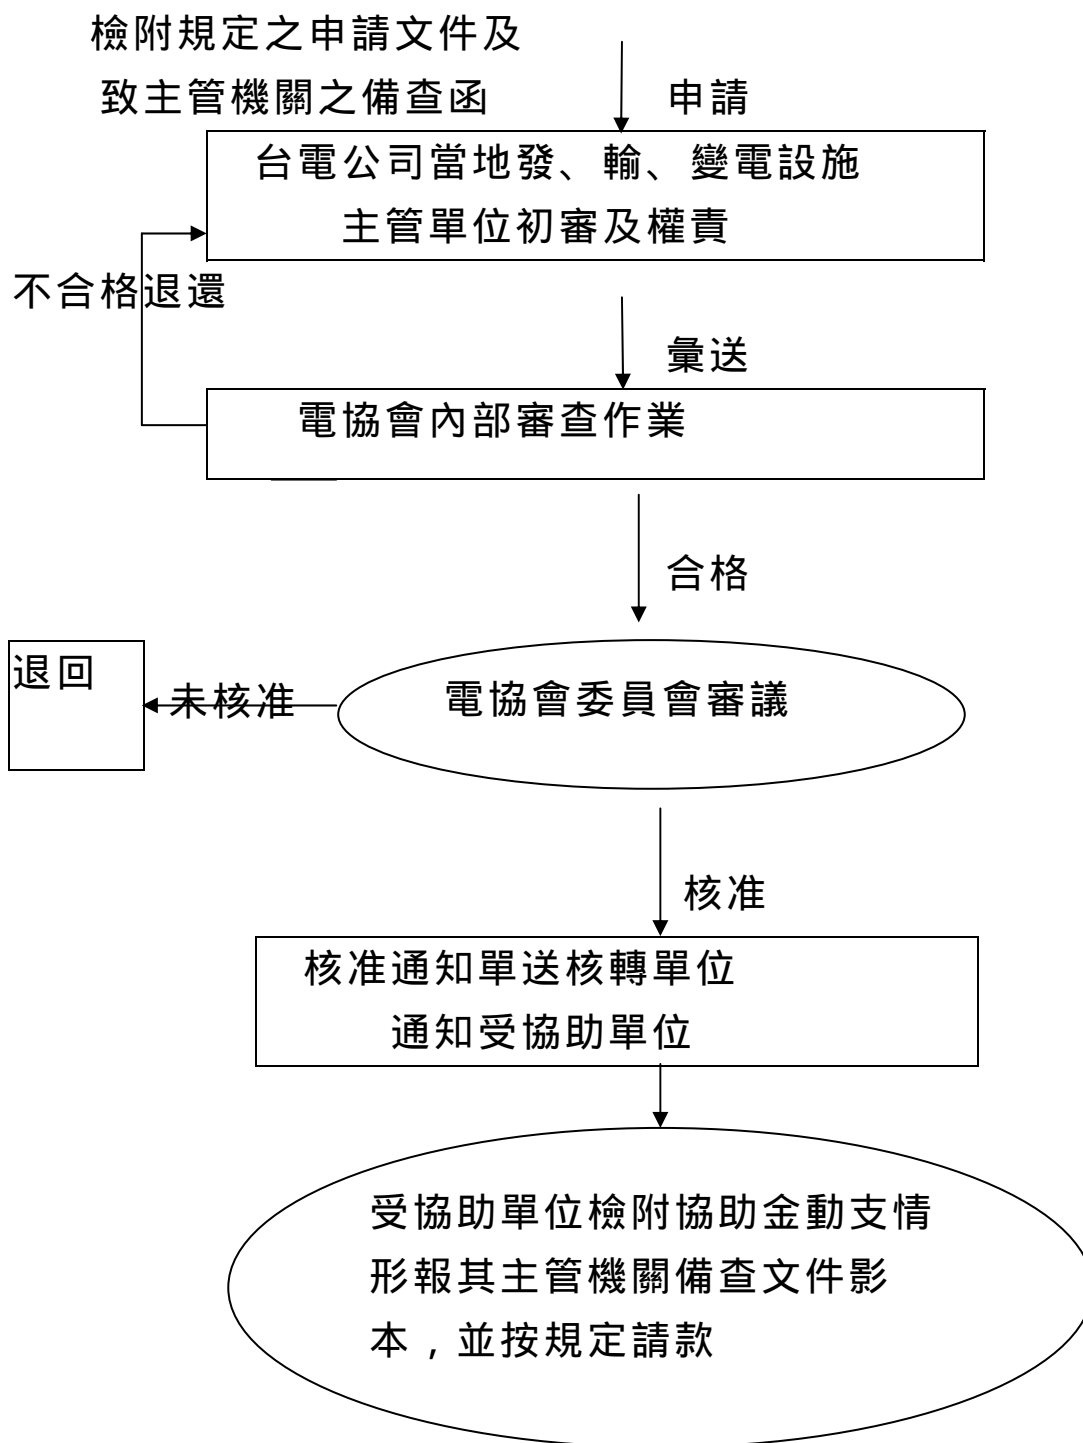 檢附規定之申請文件及
致主管機關之備查函
申請
台電公司當地發、輸、變電設施
主管單位初審及權責
不合格退還
彙送
電協會內部審查作業
合格
退回
未核准
電協會委員會審議
核准
核准通知單送核轉單位
通知受協助單位
受協助單位檢附協助金動支情
形報其主管機關備查文件影
本，並按規定請款